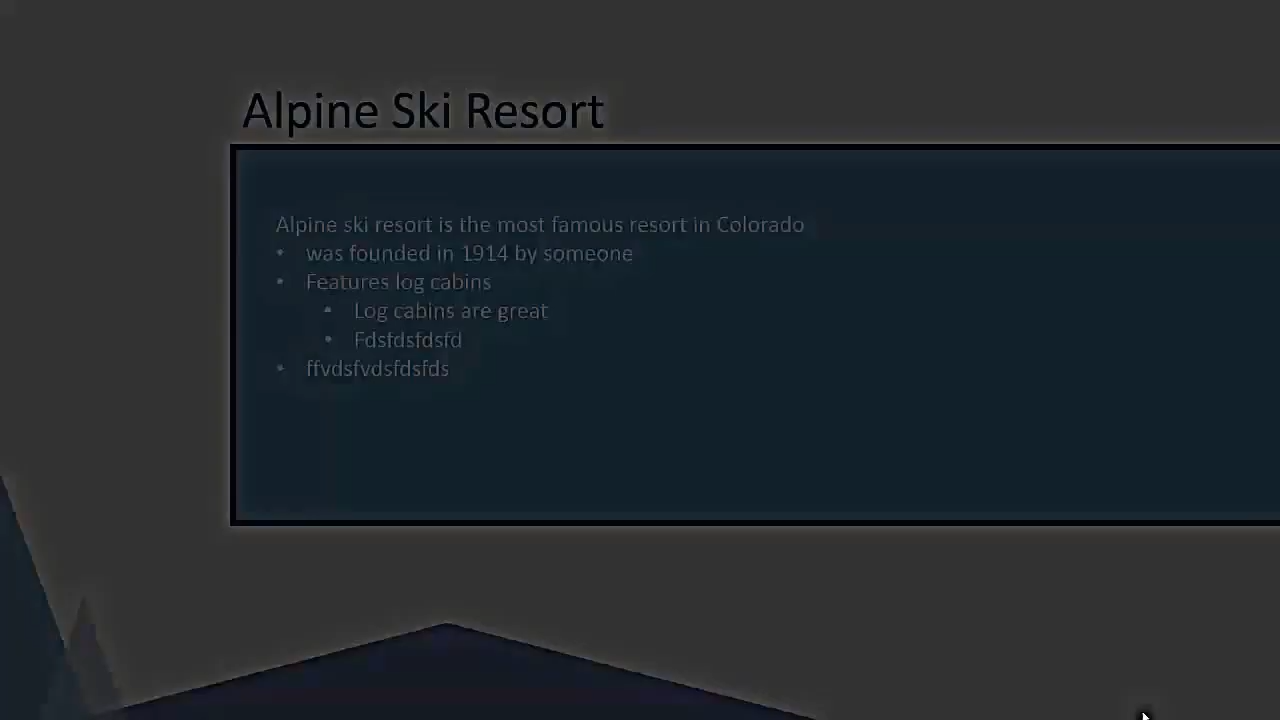 Alpine Ski Resort
Alpine ski resort is the most famous resort in Colorado
• was founded in 1914 by someone
• Features log cabins
• Log cabins are great
• Fdsfdsfdsfd
• ffvdsfvdsfdsfds